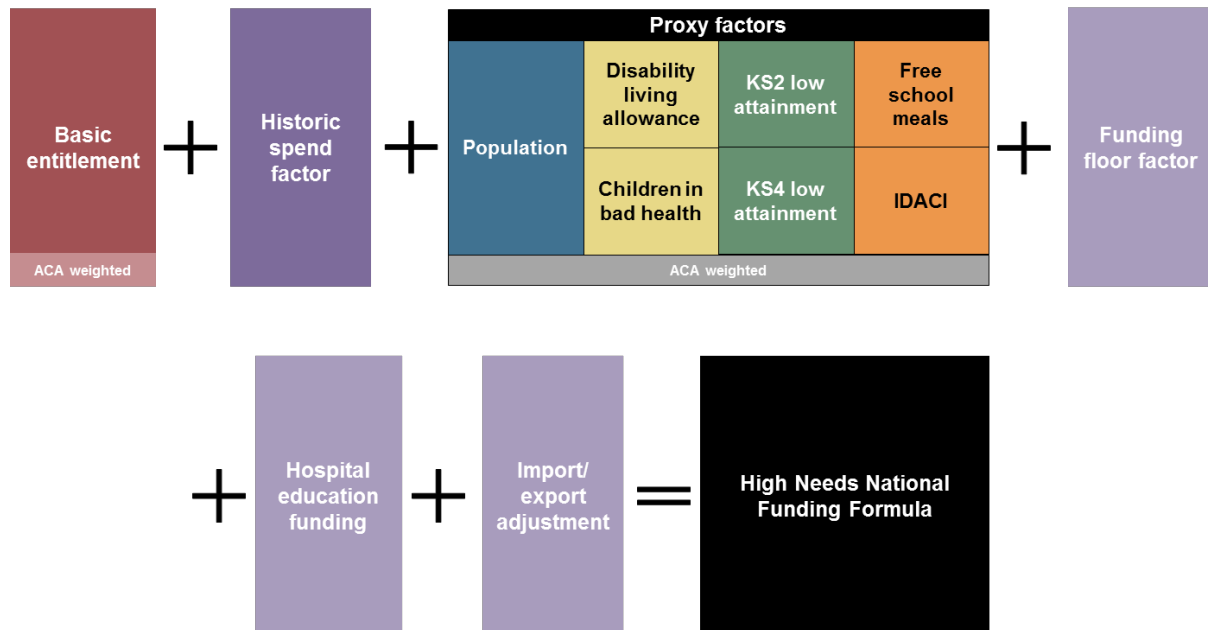 Basic
entitlement
ACA weighted
+
Historic
spend
factor
+
Proxy factors
Population
Disability
living
allowance
KS2 low
attainment
Free
school
meals
Children in
bad health
KS4 low
attainment
IDACI
ACA weighted
+
Funding
floor factor
+
Hospital
education
funding
+
Import/
export
adjustment
=
High Needs National
Funding Formula